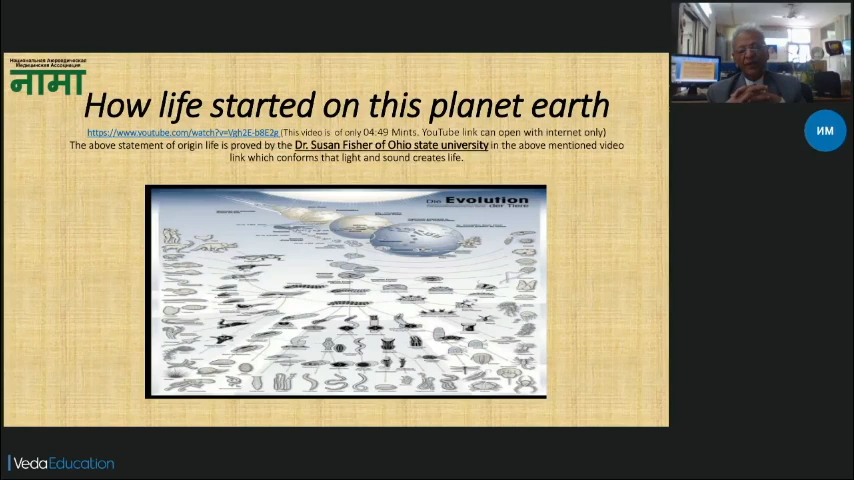 Национальная Аюрведическая
Медицинская Ассоциация
नामा
How life started on this planet earth
https://www.youtube.com/watch?v=Vgh2E-b8E2g (This video is of only 04:49 Mints. YouTube link can open with internet only)
The above statement of origin life is proved by the Dr. Susan Fisher of Ohio state university in the above mentioned video
link which conforms that light and sound creates life.
Die Evolution
der Tiere
ИМ
VedaEducation